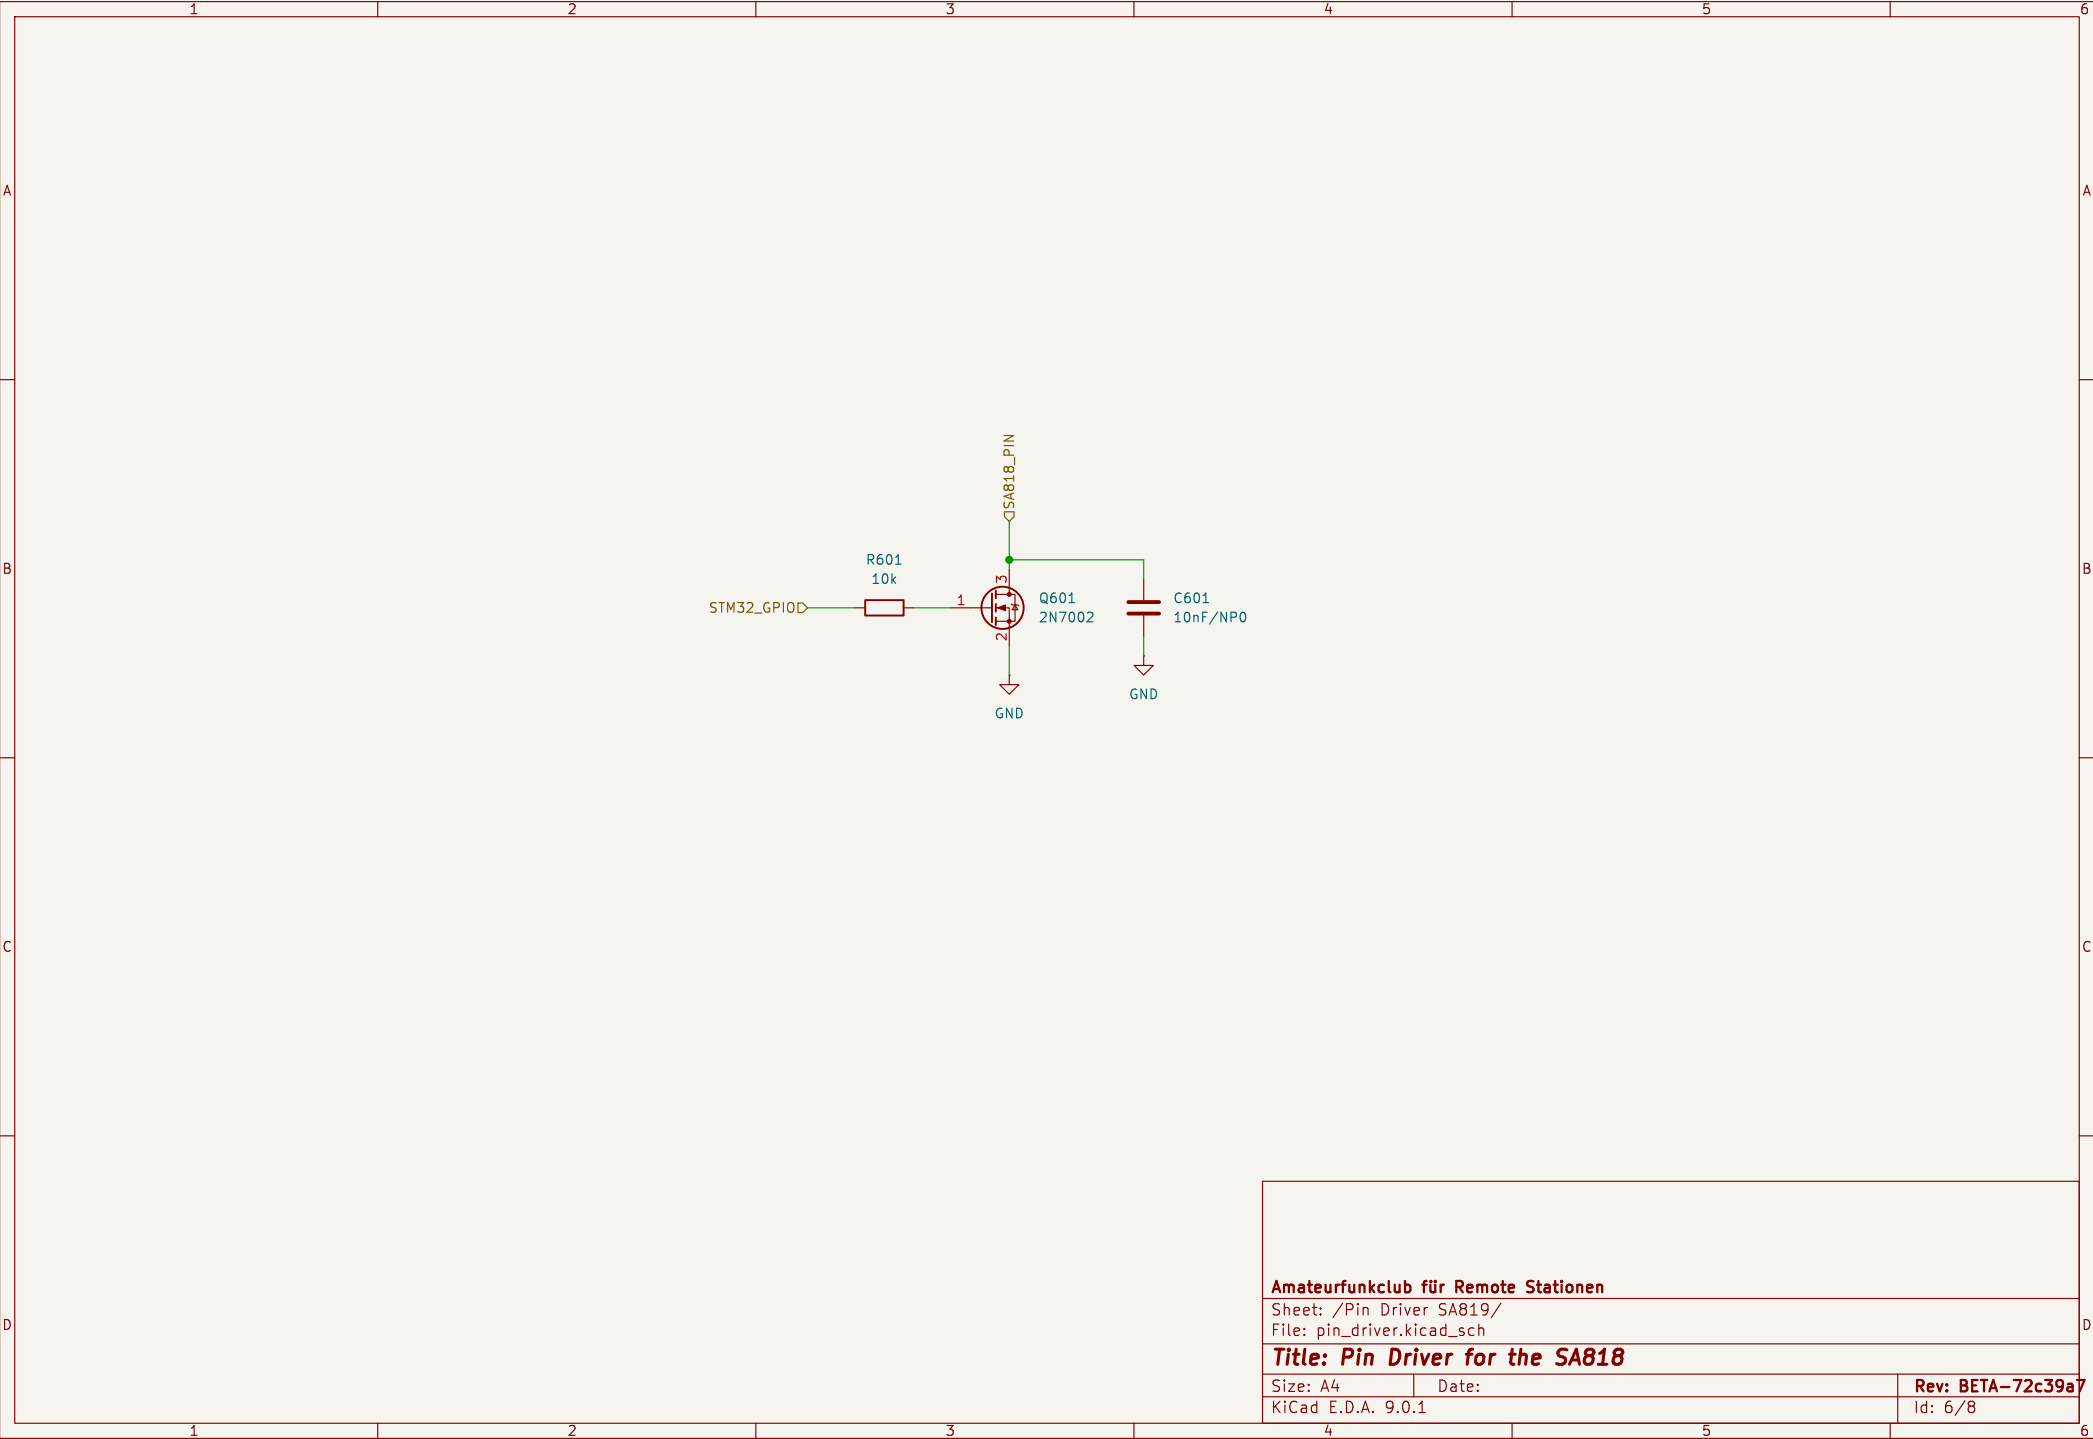 1 2 3 4 5 6
A A
SA818_PIN
R601
B B
10k
3
STM32_GPIO
1
Q601
2N7002
C601
10nF/NP0
2
GND
GND
C C
Amateurfunkclub für Remote Stationen
Sheet: /Pin Driver SA819/
D D
File: pin_driver.kicad_sch
Title: Pin Driver for the SA818
Size: A4 Date: Rev: BETA-72c39a7
KiCad E.D.A. 9.0.1 Id: 6/8
1 2 3 4 5 6